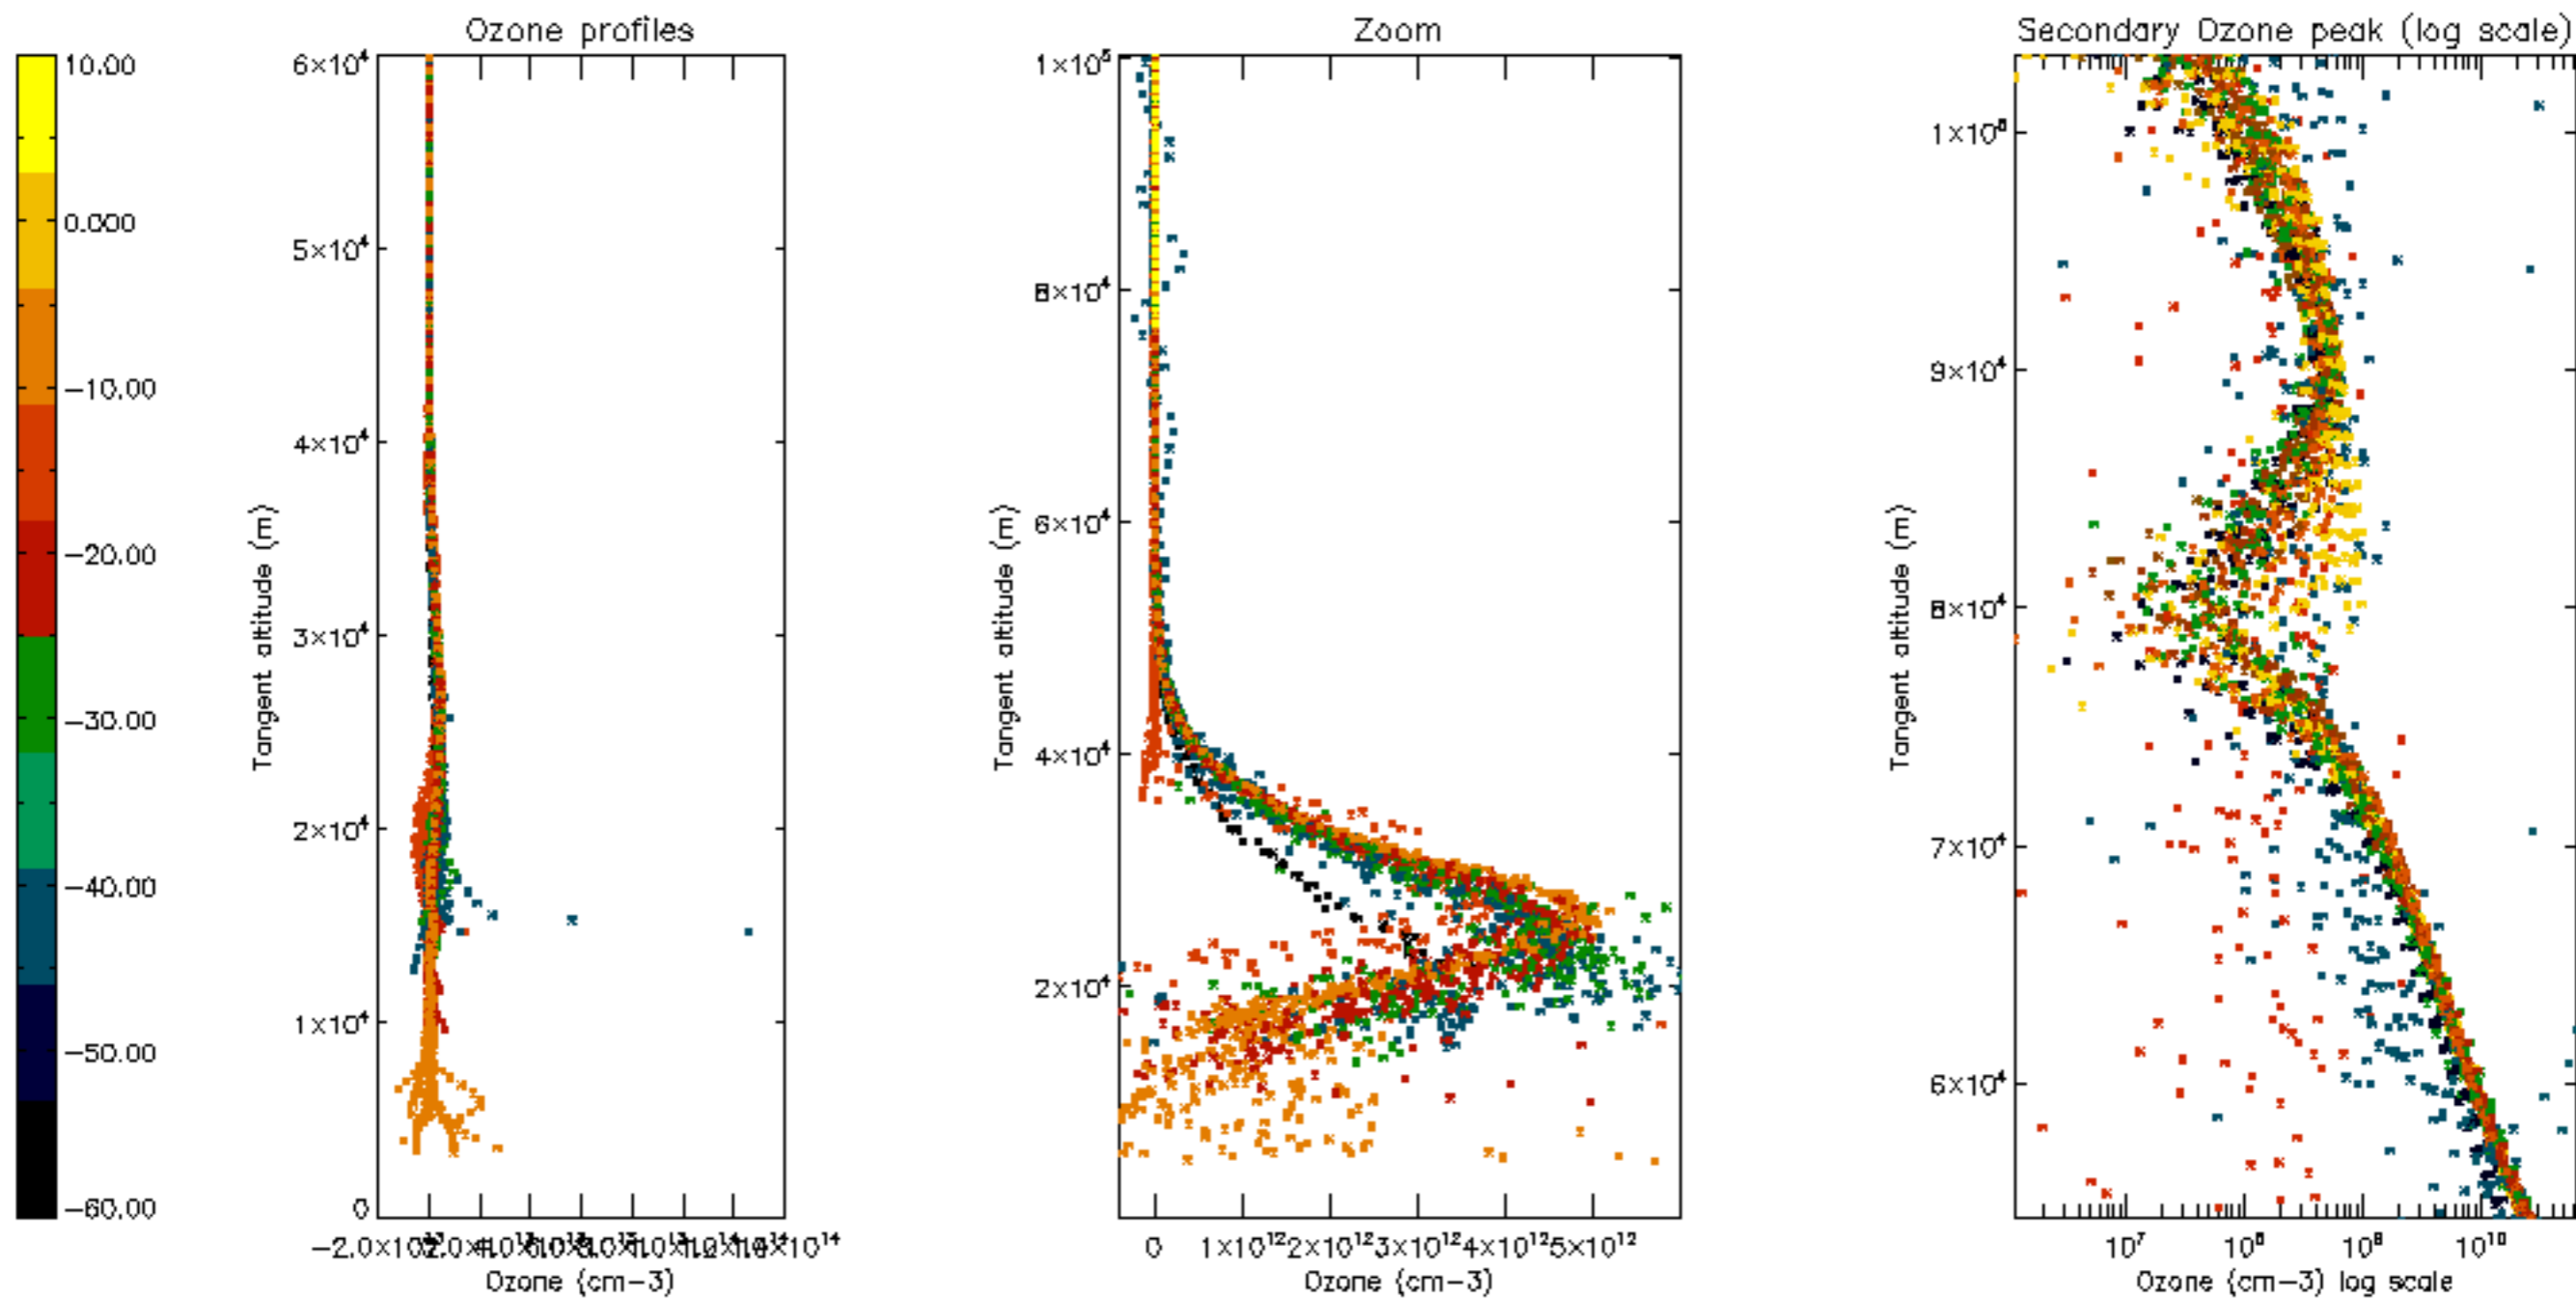 Ozone profiles
Zoom
Secondary Ozone peak (log scale)
10.00
0.000
-10.00
-20.00
-30.00
-40.00
-50.00
-60.00
6×10⁴
5×10⁴
4×10⁴
3×10⁴
2×10⁴
1×10⁴
0
Tangent altitude (m)
-2.0×10
Ozone (cm-3)
1×10⁵
8×10⁴
6×10⁴
4×10⁴
2×10⁴
Tangent altitude (m)
0 1×10¹² 2×10¹² 3×10¹² 4×10¹² 5×10¹²
Ozone (cm-3)
9×10⁴
8×10⁴
7×10⁴
6×10⁴
Tangent altitude (m)
10⁷ 10⁸ 10⁹ 10¹⁰
Ozone (cm-3) log scale